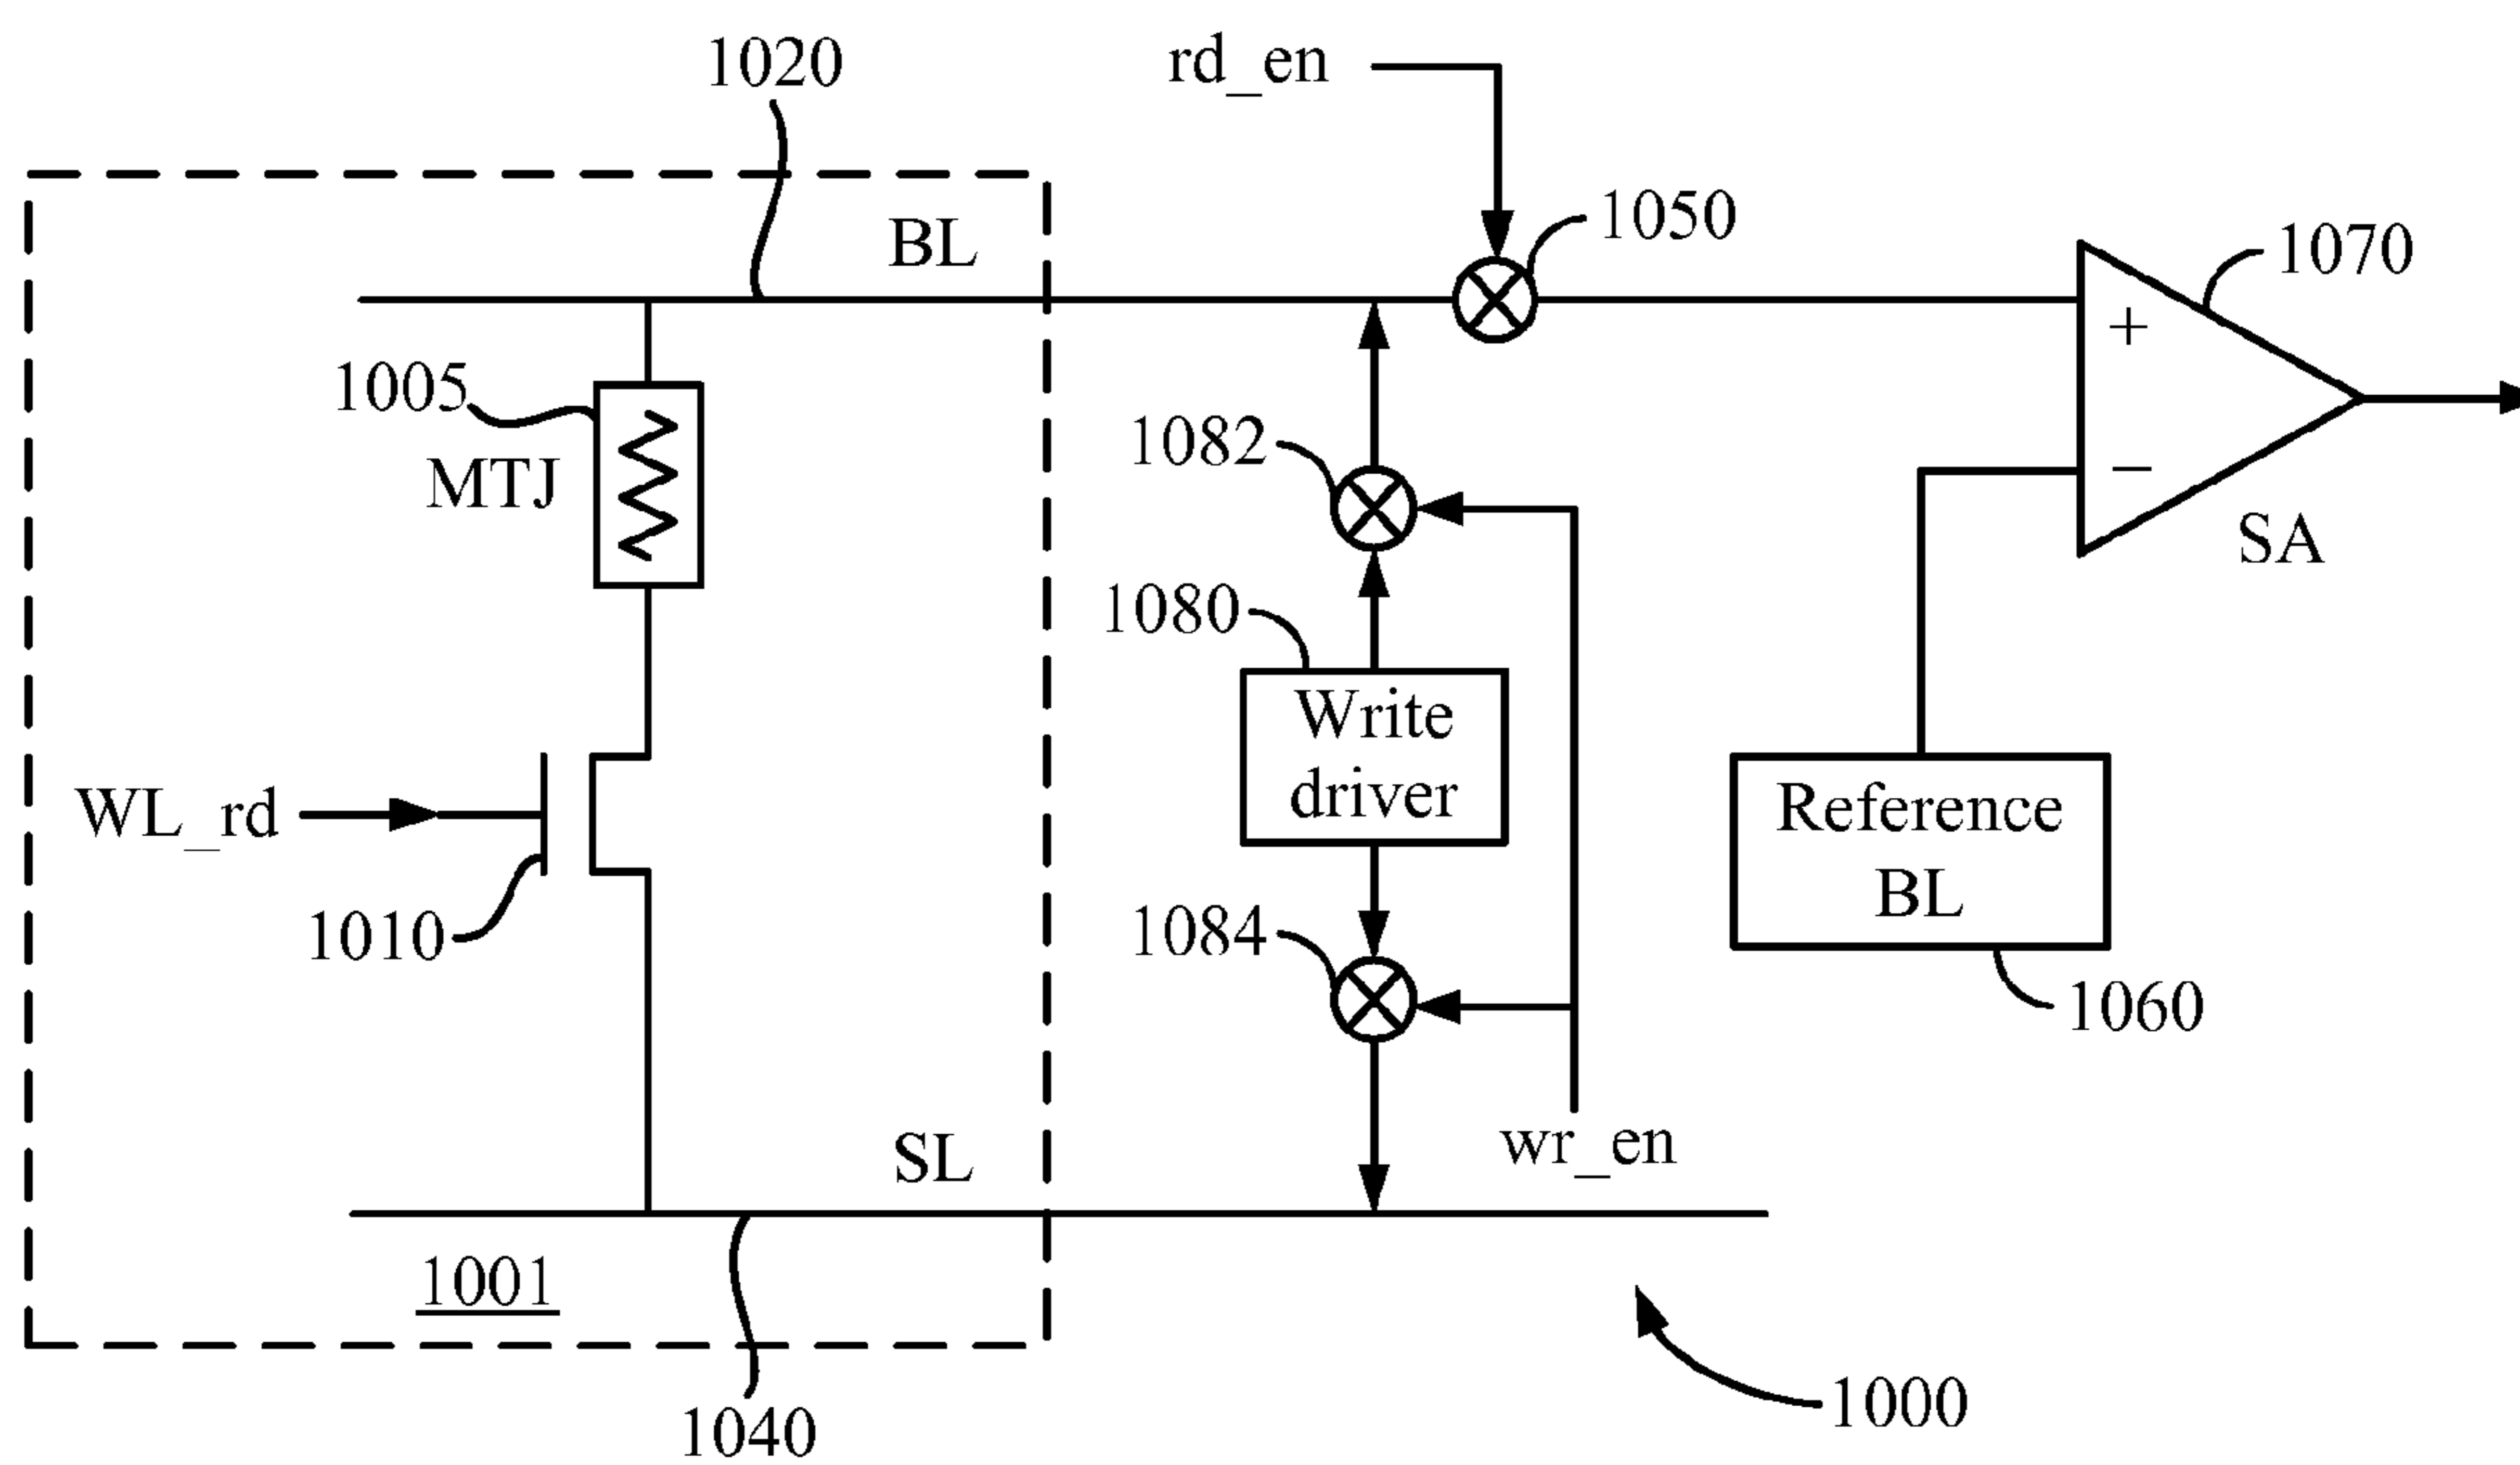 1020
rd_en
1050
BL
1070
+
1005
1082
MTJ
−
SA
1080
Write
driver
WL_rd
Reference
BL
1010
1084
1060
SL
wr_en
1001
1000
1040